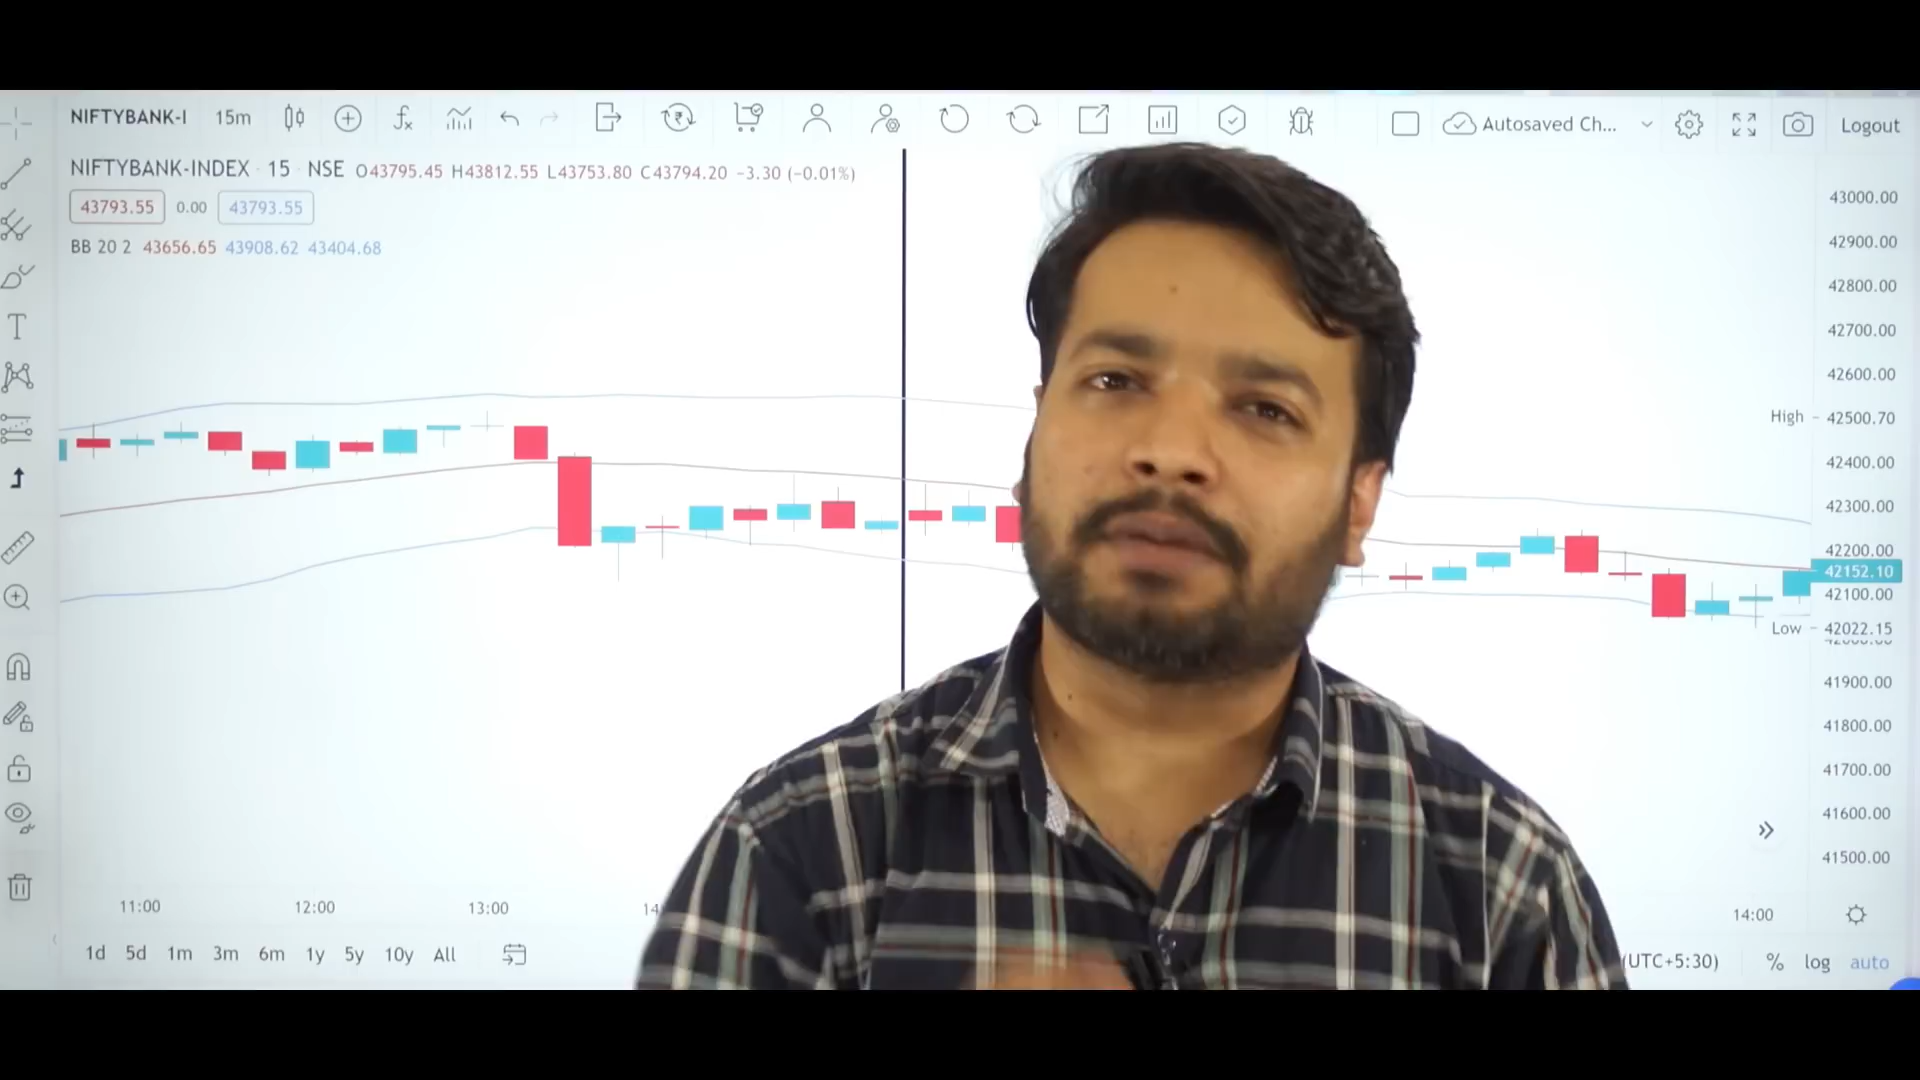 NIFTYBANK-I 15m Autosaved Ch... Logout
NIFTYBANK-INDEX · 15 · NSE O43795.45 H43812.55 L43753.80 C43794.20 −3.30 (−0.01%)
43793.55 0.00 43793.55
BB 20 2 43656.65 43908.62 43404.68
43000.00
42900.00
42800.00
42700.00
42600.00
High 42500.70
42400.00
42300.00
42200.00
42152.10
42100.00
Low 42022.15
41900.00
41800.00
41700.00
41600.00
41500.00
11:00 12:00 13:00 14 14:00
1d 5d 1m 3m 6m 1y 5y 10y All (UTC+5:30) % log auto